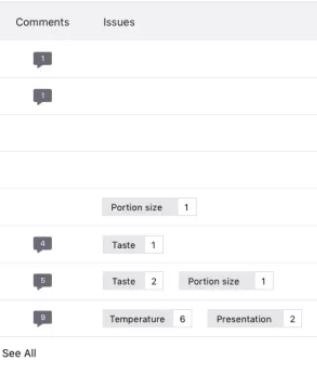 Comments Issues
1
1
Portion size 1
4 Taste 1
5 Taste 2 Portion size 1
9 Temperature 6 Presentation 2
See All